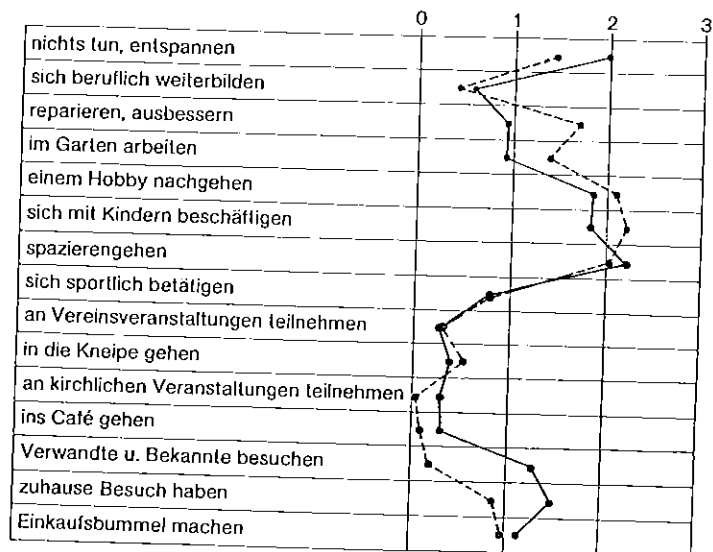 0 1 2 3
nichts tun, entspannen
sich beruflich weiterbilden
reparieren, ausbessern
im Garten arbeiten
einem Hobby nachgehen
sich mit Kindern beschäftigen
spazierengehen
sich sportlich betätigen
an Vereinsveranstaltungen teilnehmen
in die Kneipe gehen
an kirchlichen Veranstaltungen teilnehmen
ins Café gehen
Verwandte u. Bekannte besuchen
zuhause Besuch haben
Einkaufsbummel machen